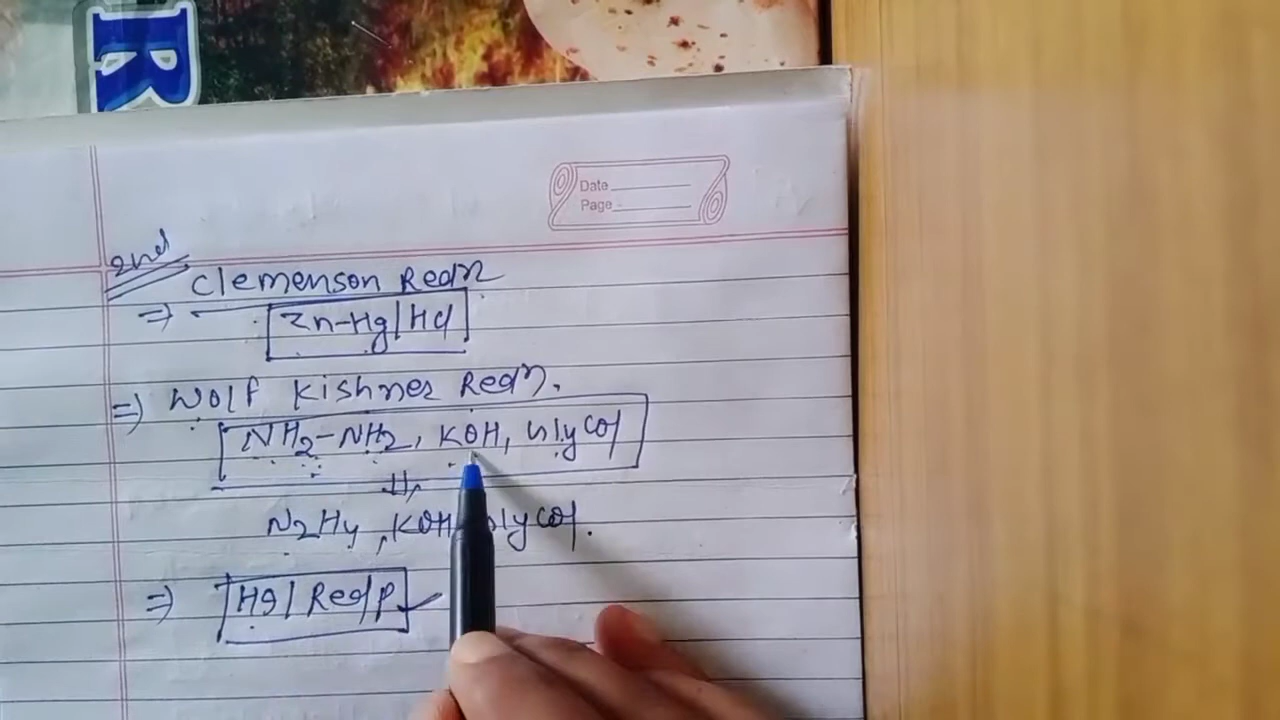 R
Date
Page
2nd
Clemenson Redn
⇒
Zn-Hg|Hcl
⇒ Wolf Kishner Redn.
NH2-NH2, KOH, Glycol
⇓
N2H4, KOH, Glycol.
⇒ Hg| Red P